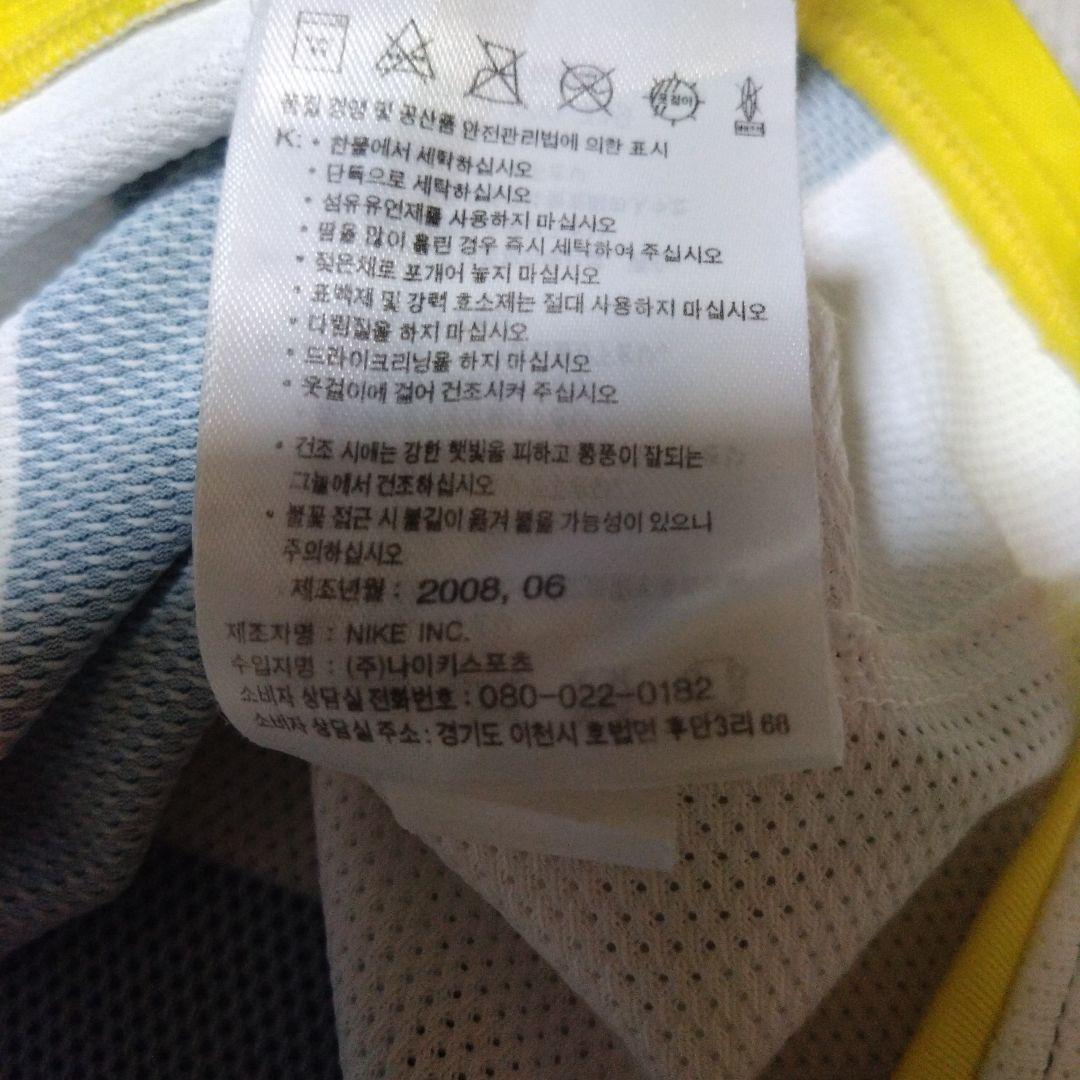 옷걸이
품질 경영 및 공산품 안전관리법에 의한 표시
K: • 찬물에서 세탁하십시오
• 단독으로 세탁하십시오
• 섬유유연제를 사용하지 마십시오
• 땀을 많이 흘린 경우 즉시 세탁하여 주십시오
• 젖은채로 포개어 놓지 마십시오
• 표백제 및 강력 효소제는 절대 사용하지 마십시오
• 다림질을 하지 마십시오
• 드라이크리닝을 하지 마십시오
• 옷걸이에 걸어 건조시켜 주십시오
• 건조 시에는 강한 햇빛을 피하고 통풍이 잘되는
그늘에서 건조하십시오
• 불꽃 접근 시 불길이 옮겨 붙을 가능성이 있으니
주의하십시오
제조년월 : 2008, 06
제조자명 : NIKE INC.
수입자명 : (주)나이키스포츠
소비자 상담실 전화번호 : 080-022-0182
소비자 상담실 주소 : 경기도 이천시 호법면 후안3리 68